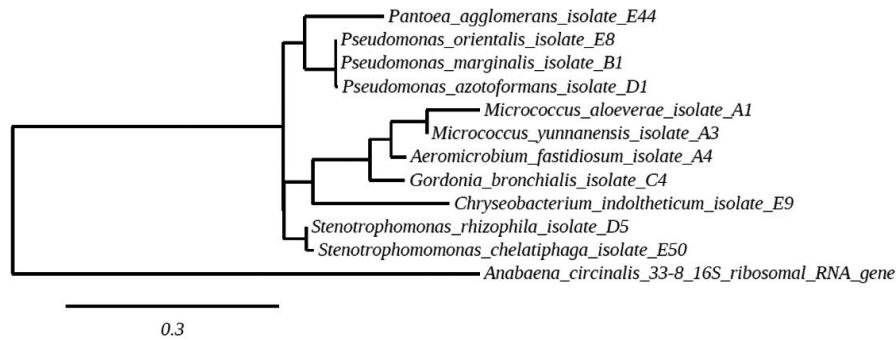 Pantoea_agglomerans_isolate_E44
Pseudomonas_orientalis_isolate_E8
Pseudomonas_marginalis_isolate_B1
Pseudomonas_azotoformans_isolate_D1
Micrococcus_aloeverae_isolate_A1
Micrococcus_yunnanensis_isolate_A3
Aeromicrobium_fastidiosum_isolate_A4
Gordonia_bronchialis_isolate_C4
Chryseobacterium_indoltheticum_isolate_E9
Stenotrophomonas_rhizophila_isolate_D5
Stenotrophomomonas_chelatiphaga_isolate_E50
Anabaena_circinalis_33-8_16S_ribosomal_RNA_gene
0.3